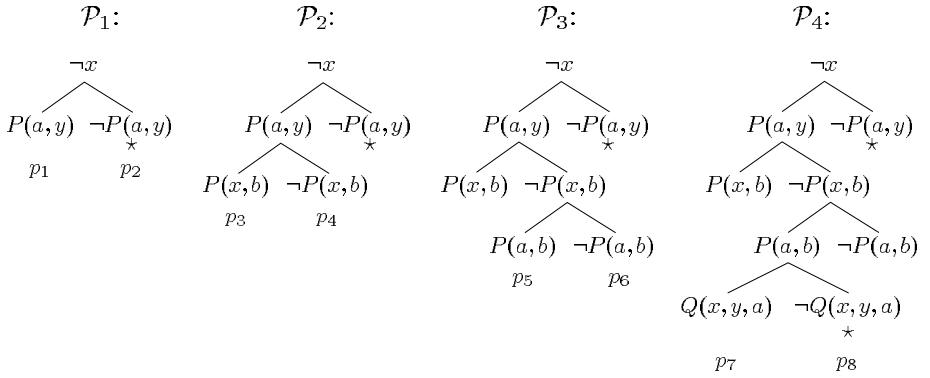 𝒫₁: 𝒫₂: 𝒫₃: 𝒫₄:
¬x ¬x ¬x ¬x
P(a,y) ¬P(a,y) P(a,y) ¬P(a,y) P(a,y) ¬P(a,y) P(a,y) ¬P(a,y)
⋆ ⋆ ⋆ ⋆
p₁ p₂
P(x,b) ¬P(x,b) P(x,b) ¬P(x,b) P(x,b) ¬P(x,b)
p₃ p₄
P(a,b) ¬P(a,b) P(a,b) ¬P(a,b)
p₅ p₆
Q(x,y,a) ¬Q(x,y,a)
⋆
p₇ p₈